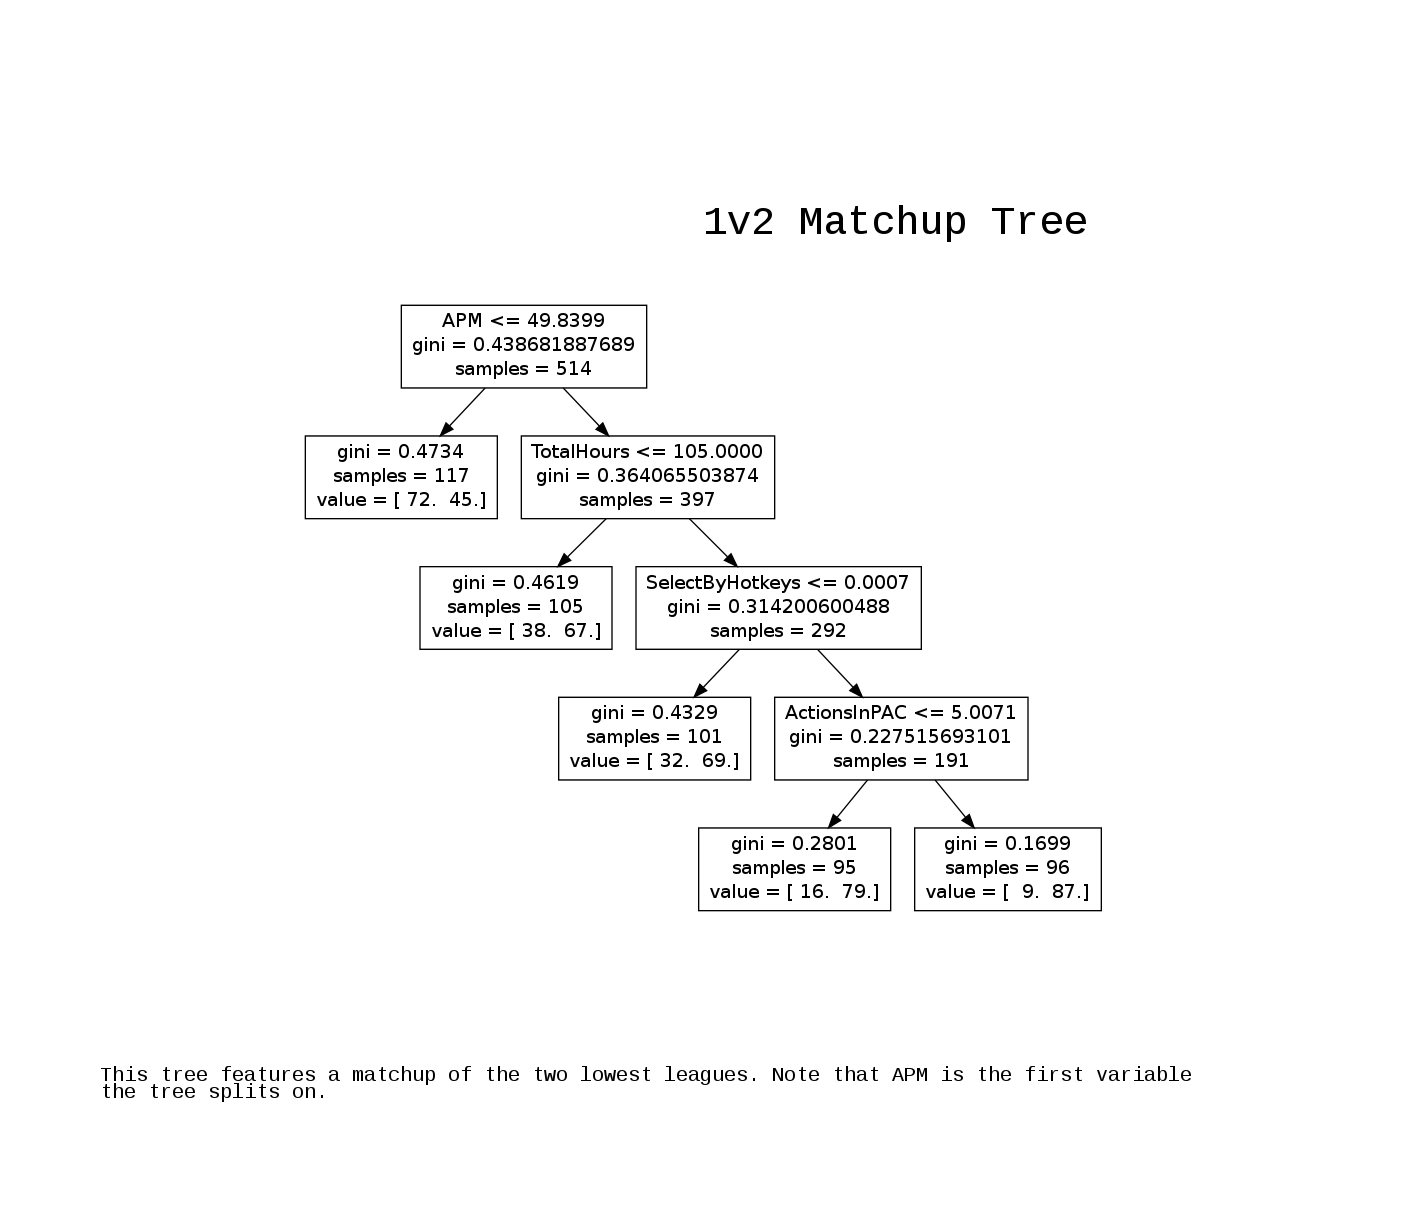 1v2 Matchup Tree
APM <= 49.8399
gini = 0.438681887689
samples = 514
gini = 0.4734
samples = 117
value = [ 72.  45.]
TotalHours <= 105.0000
gini = 0.364065503874
samples = 397
gini = 0.4619
samples = 105
value = [ 38.  67.]
SelectByHotkeys <= 0.0007
gini = 0.314200600488
samples = 292
gini = 0.4329
samples = 101
value = [ 32.  69.]
ActionsInPAC <= 5.0071
gini = 0.227515693101
samples = 191
gini = 0.2801
samples = 95
value = [ 16.  79.]
gini = 0.1699
samples = 96
value = [  9.  87.]
This tree features a matchup of the two lowest leagues. Note that APM is the first variable
the tree splits on.